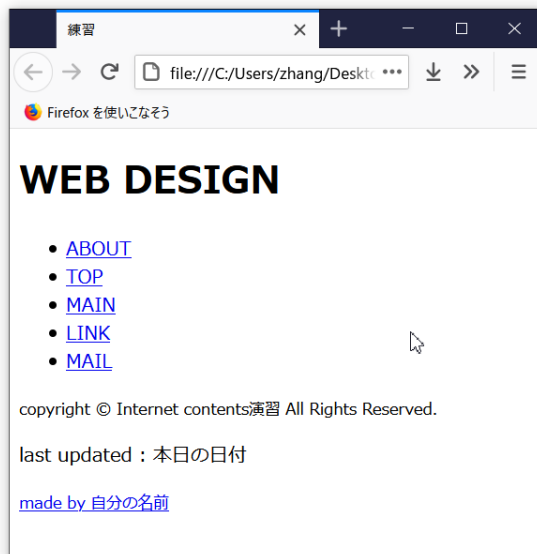 練習
file:///C:/Users/zhang/Deskt
Firefox を使いこなそう
WEB DESIGN
ABOUT
TOP
MAIN
LINK
MAIL
copyright © Internet contents演習 All Rights Reserved.
last updated : 本日の日付
made by 自分の名前